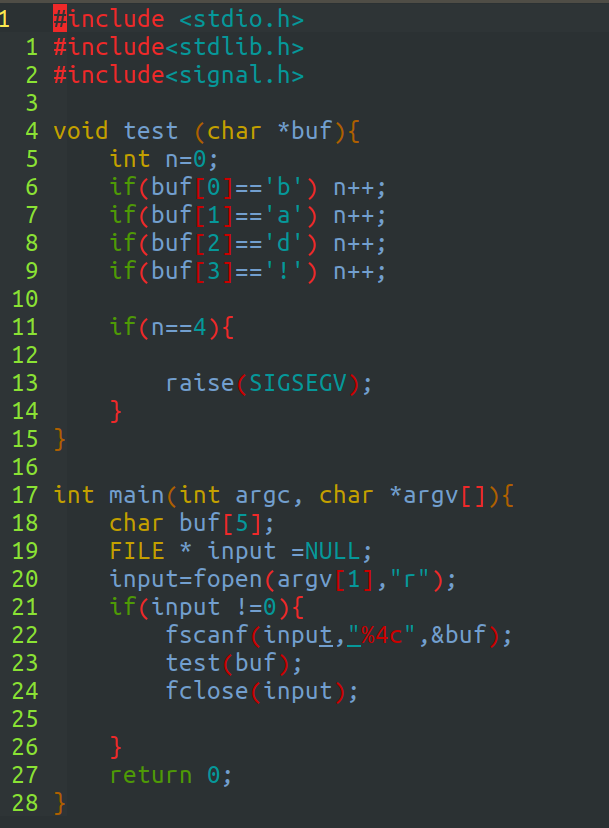 1 #include <stdio.h>
1 #include<stdlib.h>
2 #include<signal.h>
3
4 void test (char *buf){
5     int n=0;
6     if(buf[0]=='b') n++;
7     if(buf[1]=='a') n++;
8     if(buf[2]=='d') n++;
9     if(buf[3]=='!') n++;
10
11     if(n==4){
12
13         raise(SIGSEGV);
14     }
15 }
16
17 int main(int argc, char *argv[]){
18     char buf[5];
19     FILE * input =NULL;
20     input=fopen(argv[1],"r");
21     if(input !=0){
22         fscanf(input,"%4c",&buf);
23         test(buf);
24         fclose(input);
25
26     }
27     return 0;
28 }